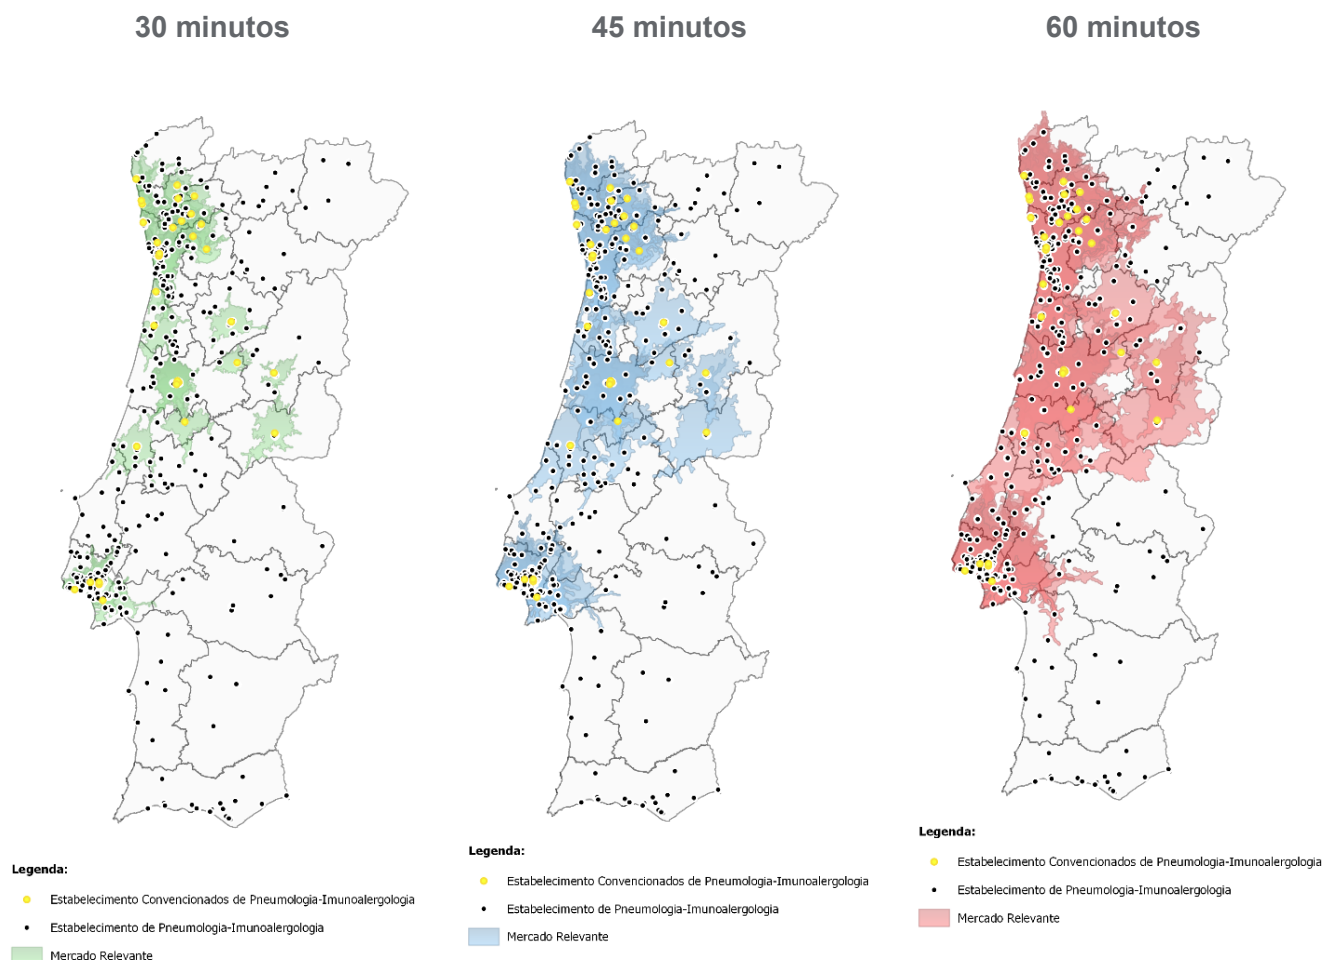 30 minutos
45 minutos
60 minutos
Legenda:
Estabelecimento Convencionados de Pneumologia-Imunoalergologia
Estabelecimento de Pneumologia-Imunoalergologia
Mercado Relevante
Legenda:
Estabelecimento Convencionados de Pneumologia-Imunoalergologia
Estabelecimento de Pneumologia-Imunoalergologia
Mercado Relevante
Legenda:
Estabelecimento Convencionados de Pneumologia-Imunoalergologia
Estabelecimento de Pneumologia-Imunoalergologia
Mercado Relevante